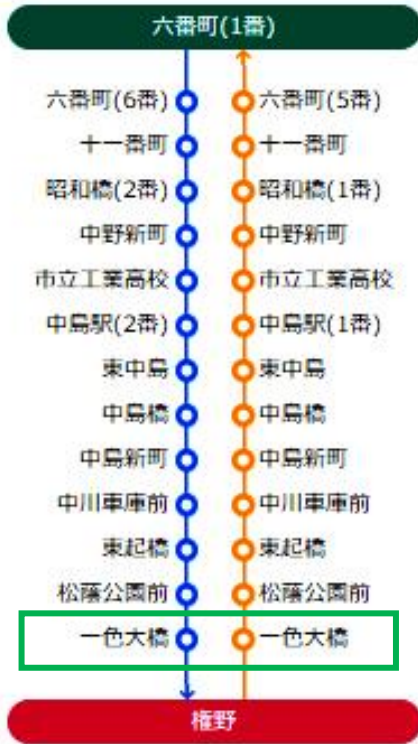 六番町(1番)
六番町(6番) 六番町(5番)
十一番町 十一番町
昭和橋(2番) 昭和橋(1番)
中野新町 中野新町
市立工業高校 市立工業高校
中島駅(2番) 中島駅(1番)
東中島 東中島
中島橋 中島橋
中島新町 中島新町
中川車庫前 中川車庫前
東起橋 東起橋
松蔭公園前 松蔭公園前
一色大橋 一色大橋
権野